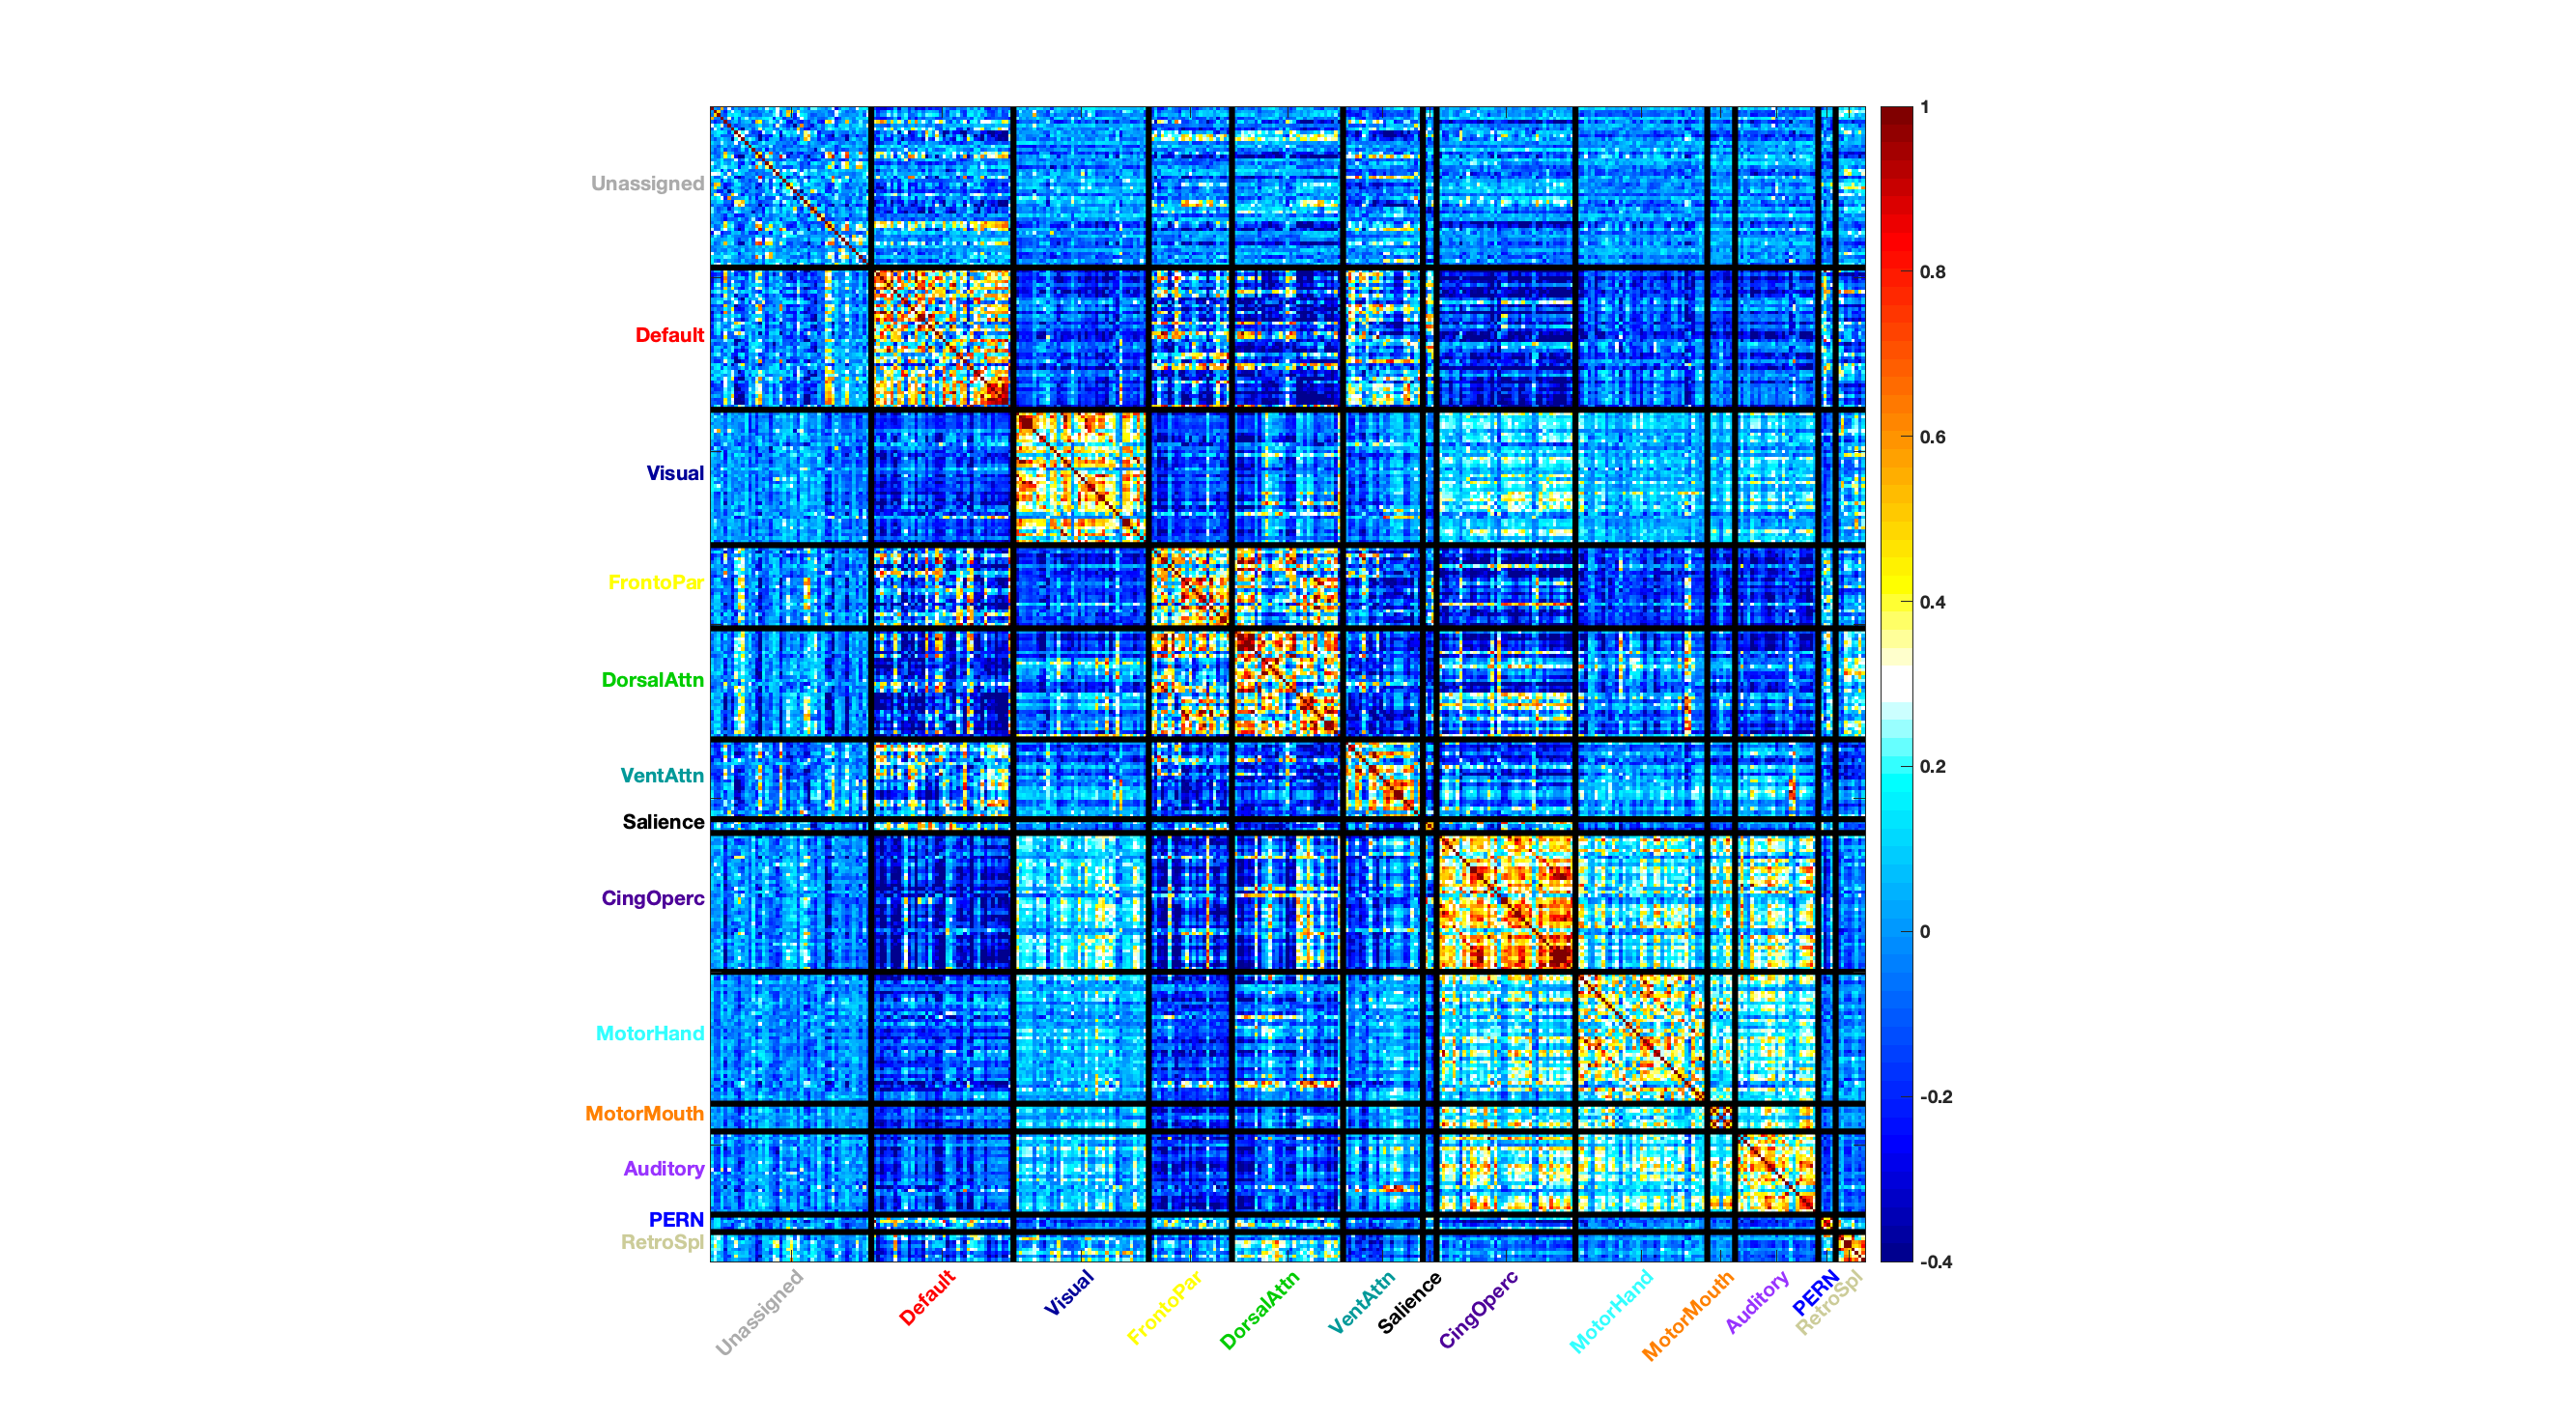 Unassigned
Default
Visual
FrontoPar
DorsalAttn
VentAttn
Salience
CingOperc
MotorHand
MotorMouth
Auditory
PERN
RetroSpl
Unassigned
Default
Visual
FrontoPar
DorsalAttn
VentAttn
Salience
CingOperc
MotorHand
MotorMouth
Auditory
PERN
RetroSpl
1
0.8
0.6
0.4
0.2
0
-0.2
-0.4